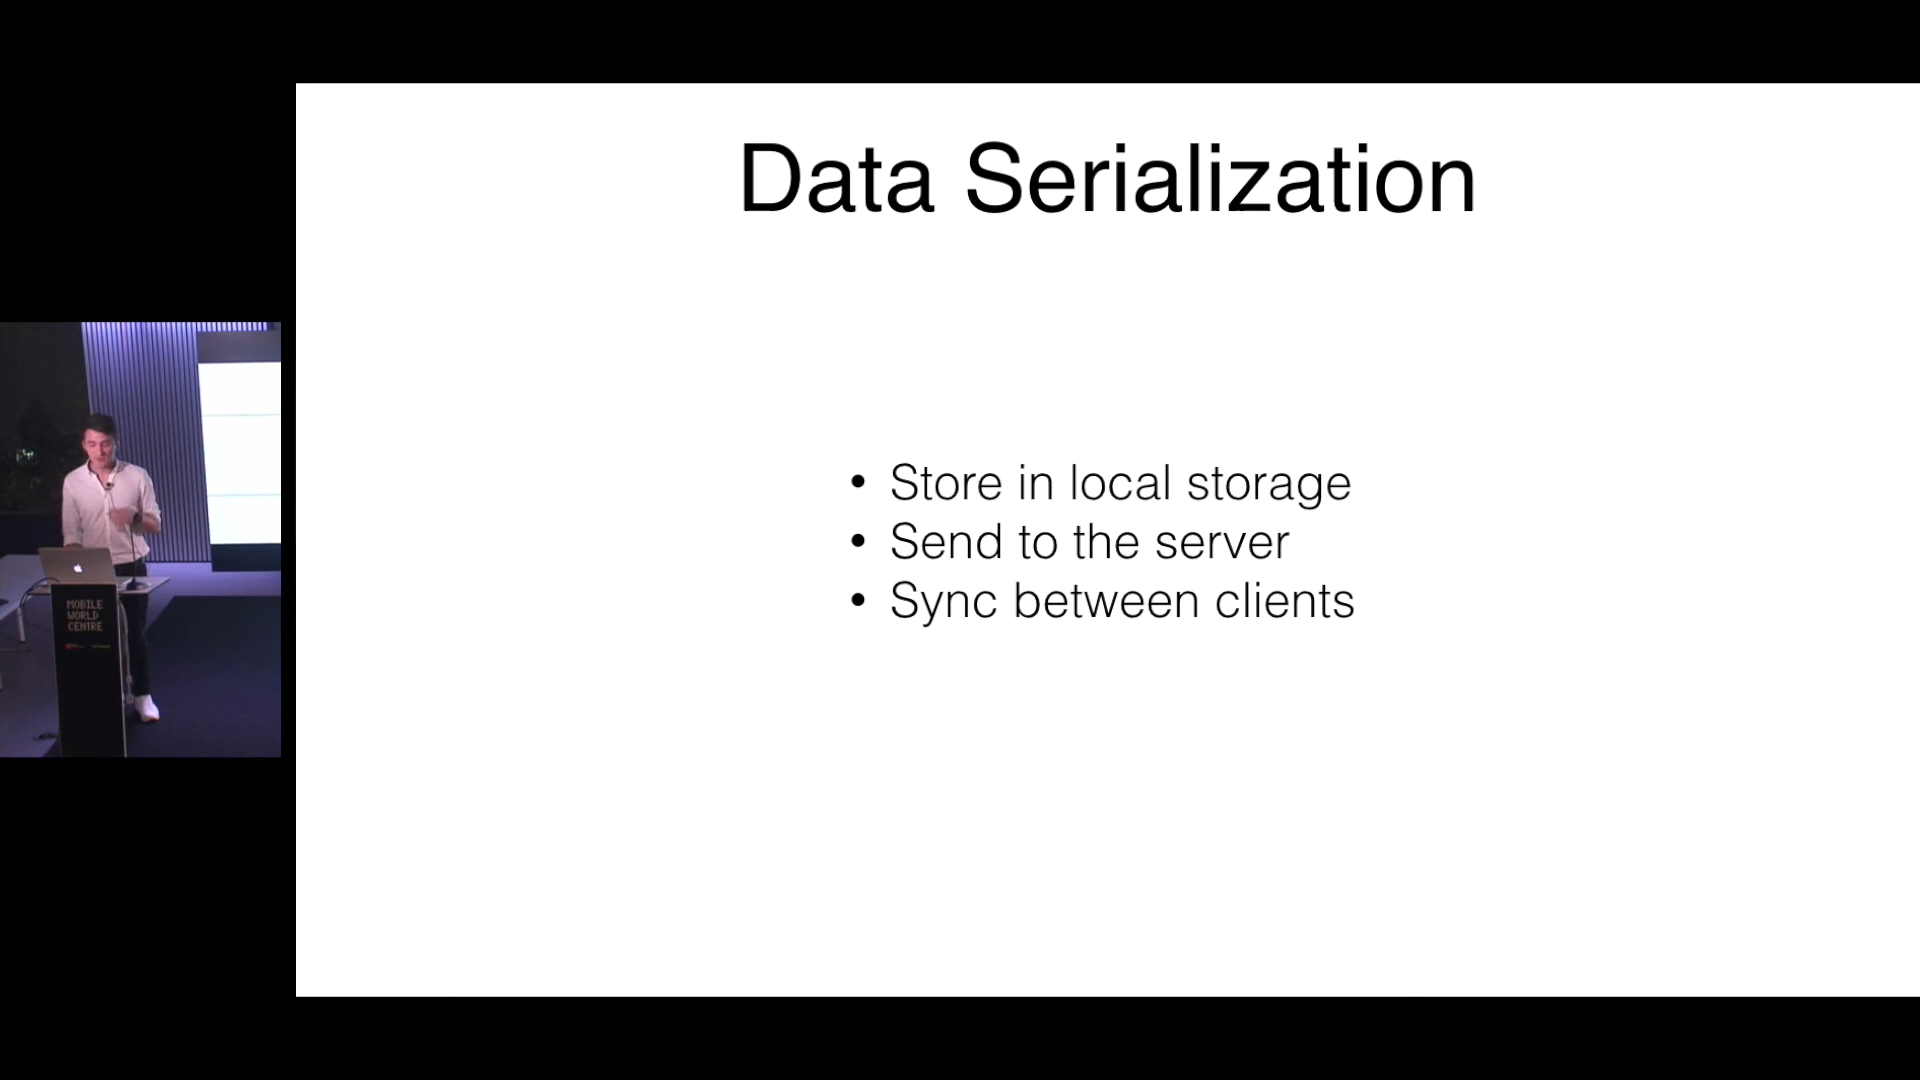 Data Serialization
• Store in local storage
• Send to the server
• Sync between clients
MOBILE
WORLD
CENTRE